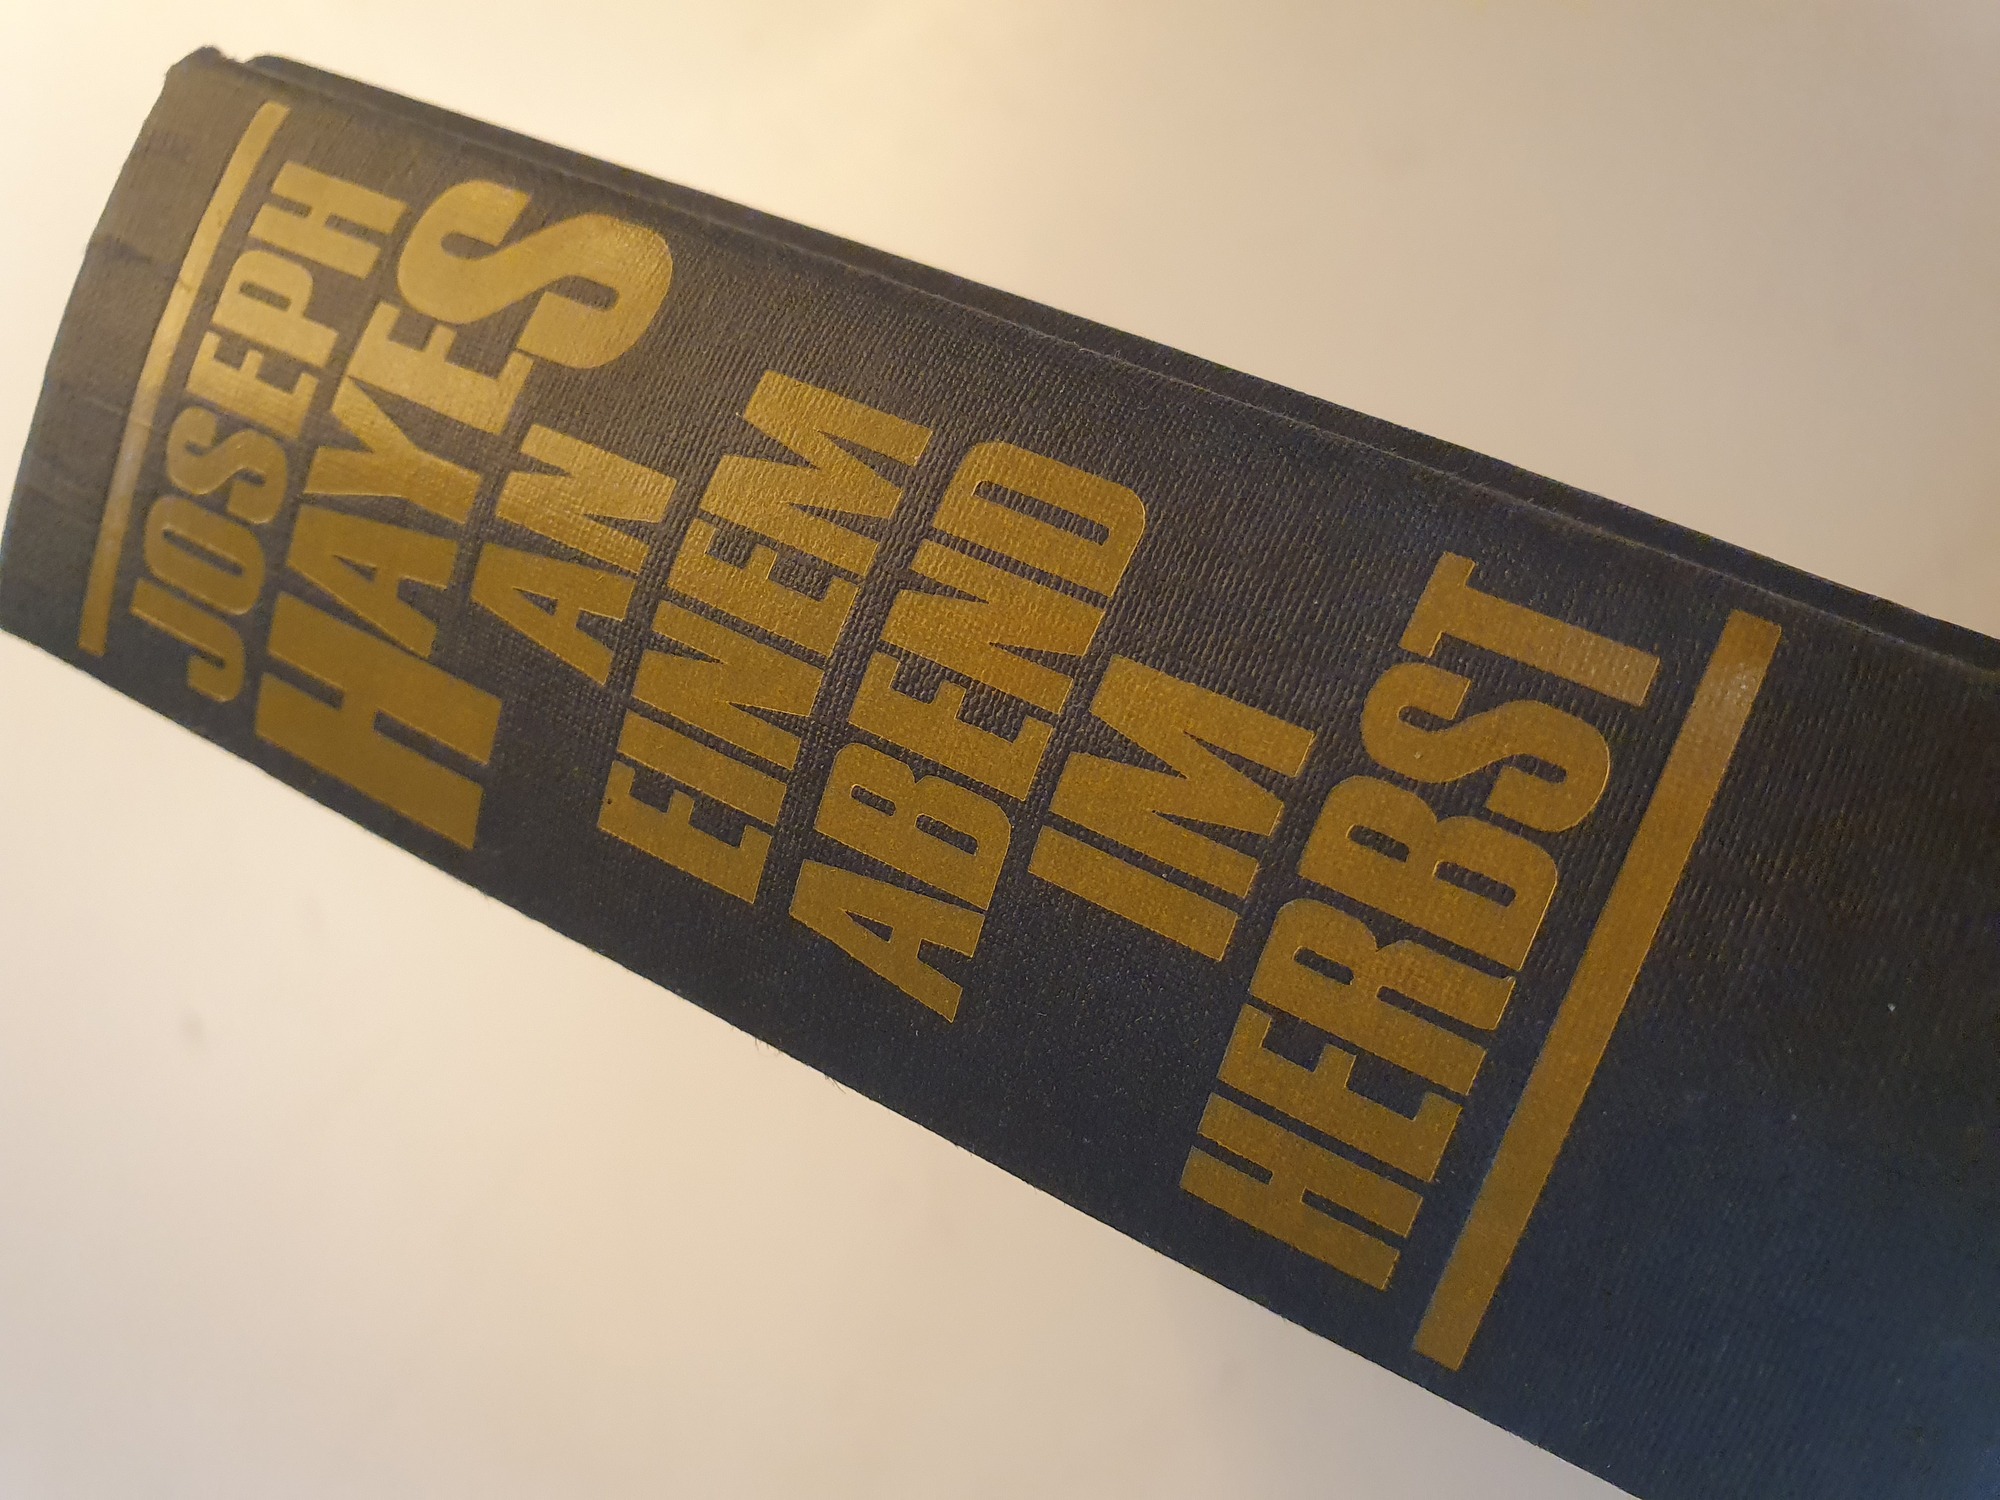 JOSEPH
HAYES
AN
EINEM
ABEND
IM
HERBST